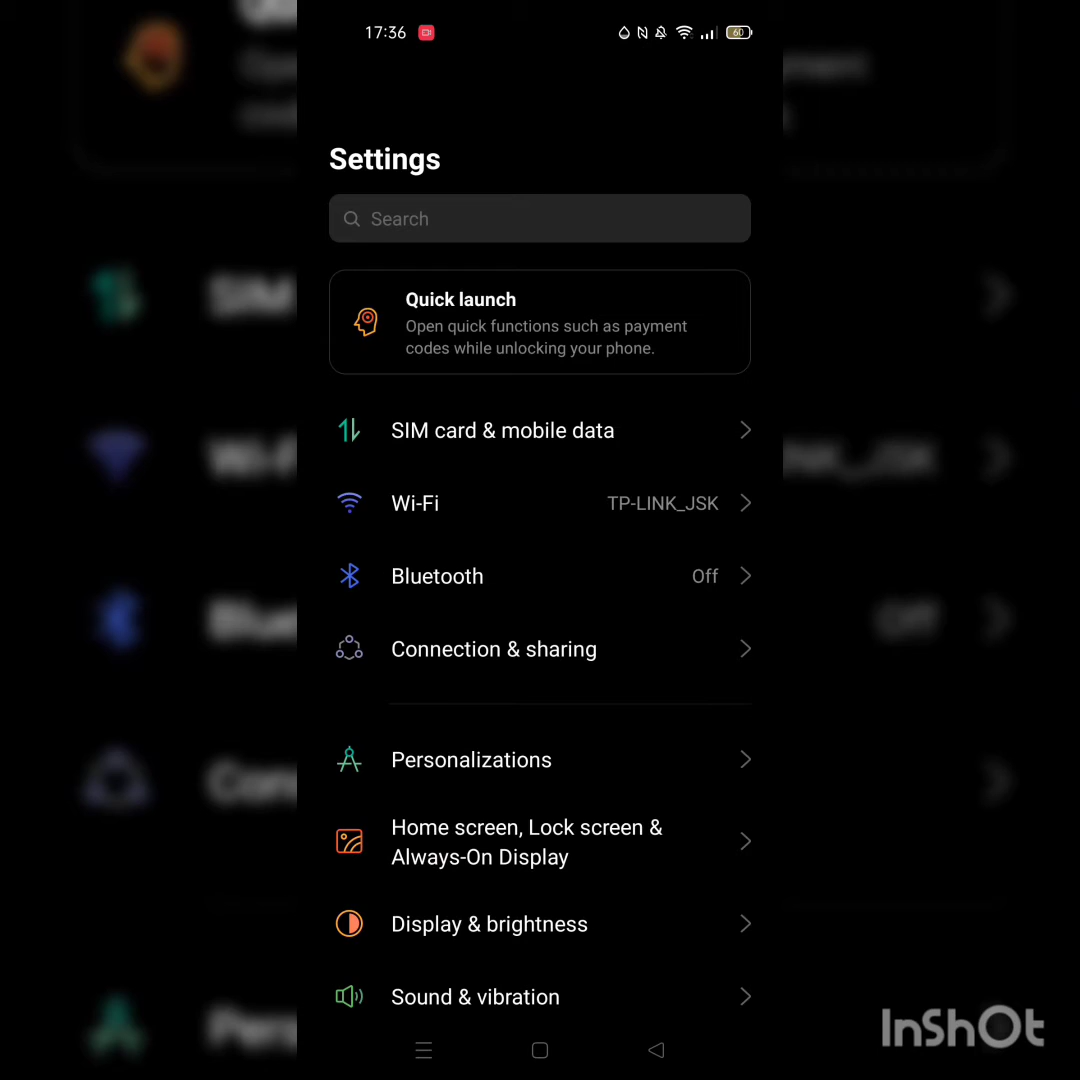 17:36
60
Settings
Search
Quick launch
Open quick functions such as payment
codes while unlocking your phone.
SIM card & mobile data
Wi-Fi TP-LINK_JSK
Bluetooth Off
Connection & sharing
Personalizations
Home screen, Lock screen &
Always-On Display
Display & brightness
Sound & vibration
InShOt